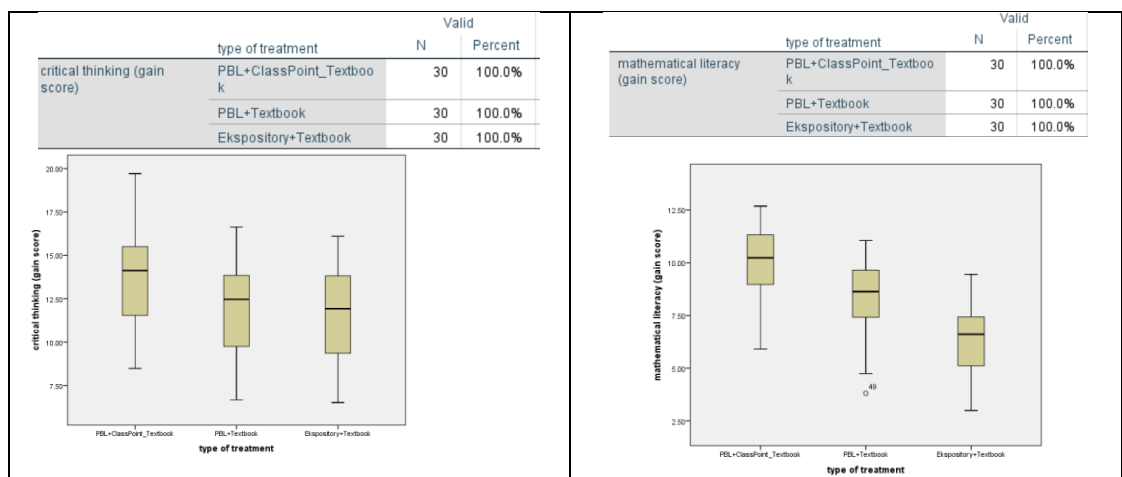 Valid
type of treatment N Percent
critical thinking (gain PBL+ClassPoint_Textboo 30 100.0%
score) k
PBL+Textbook 30 100.0%
Ekspository+Textbook 30 100.0%
20.00
17.50
15.00
12.50
10.00
7.50
critical thinking (gain score)
PBL+ClassPoint_Textbook PBL+Textbook Ekspository+Textbook
type of treatment
Valid
type of treatment N Percent
mathematical literacy PBL+ClassPoint_Textboo 30 100.0%
(gain score) k
PBL+Textbook 30 100.0%
Ekspository+Textbook 30 100.0%
12.50
10.00
7.50
5.00
2.50
mathematical literacy (gain score)
49
PBL+ClassPoint_Textbook PBL+Textbook Ekspository+Textbook
type of treatment